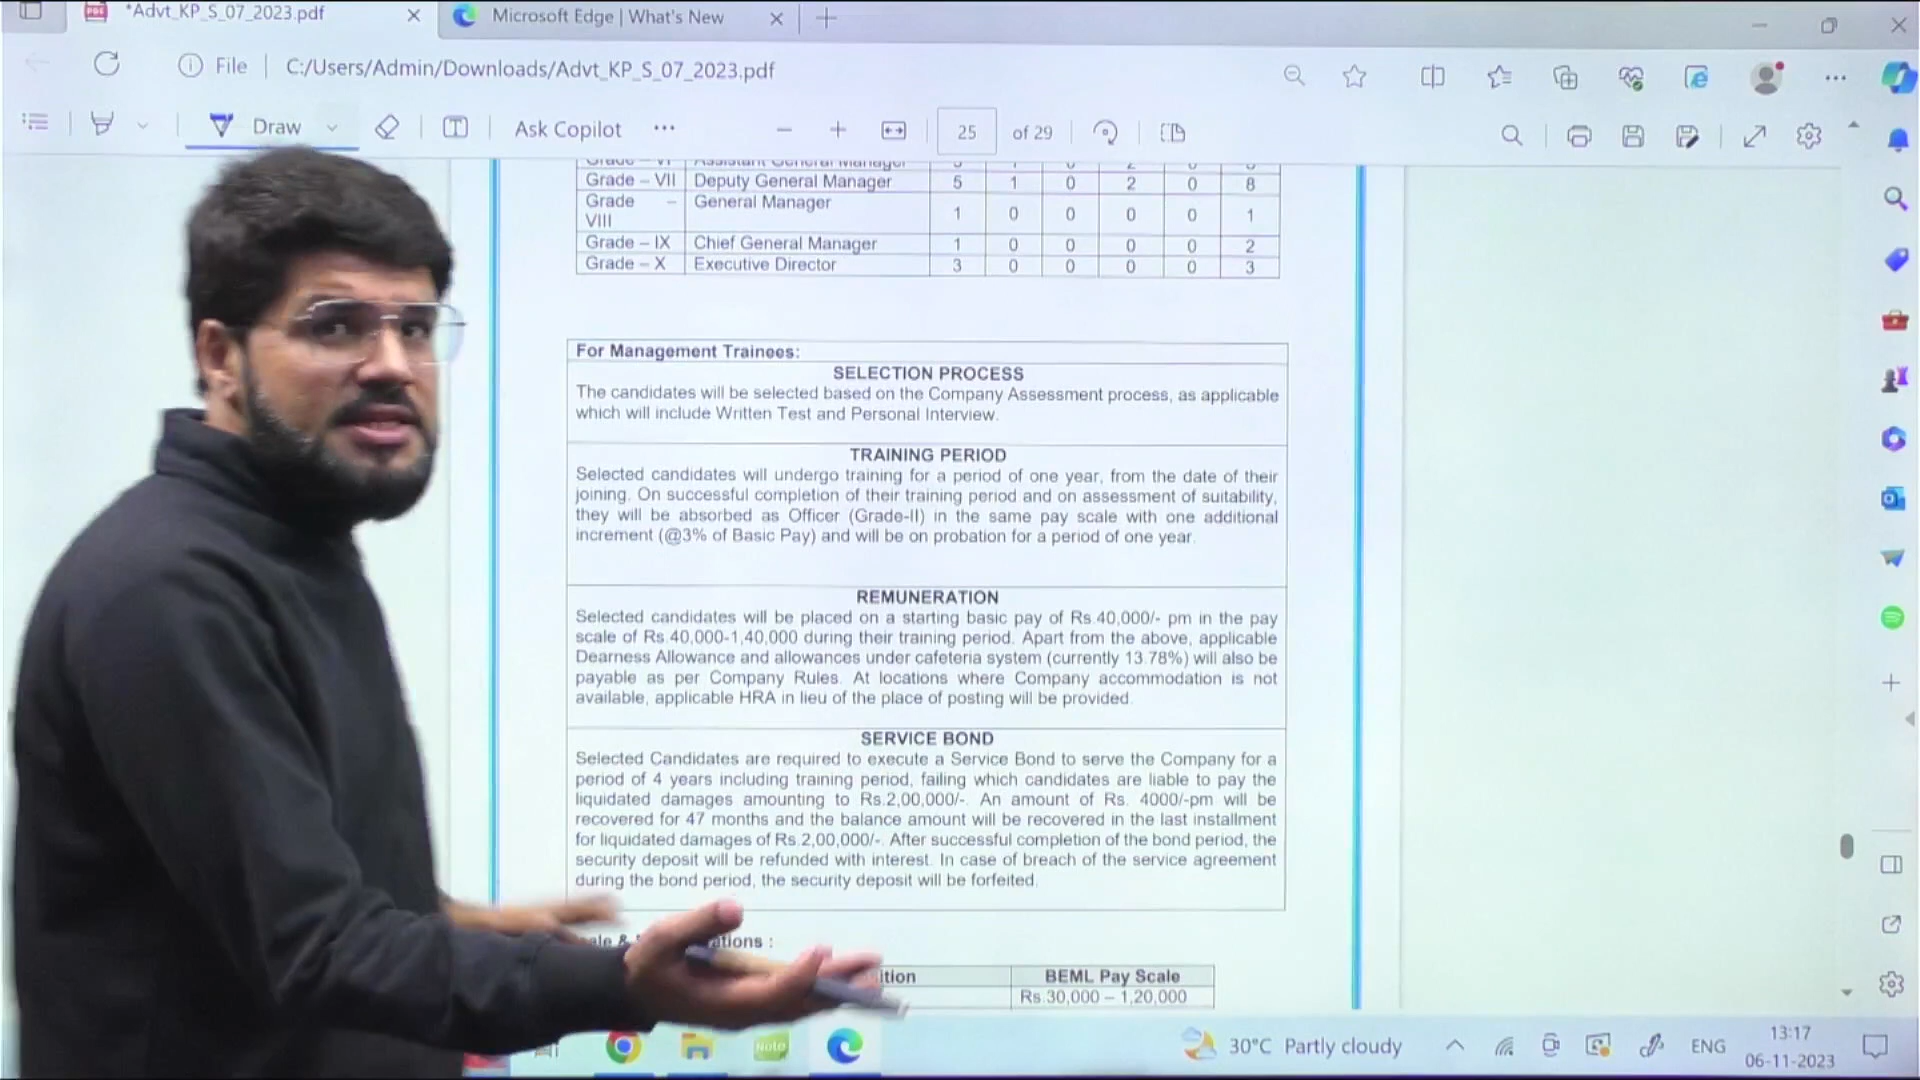 *Advt_KP_S_07_2023.pdf
Microsoft Edge | What's New
File
C:/Users/Admin/Downloads/Advt_KP_S_07_2023.pdf
Draw
Ask Copilot
25 of 29
Grade – VI Assistant General Manager
Grade – VII Deputy General Manager 5 1 0 2 0 8
Grade – VIII General Manager 1 0 0 0 0 1
Grade – IX Chief General Manager 1 0 0 0 0 2
Grade – X Executive Director 3 0 0 0 0 3
For Management Trainees:
SELECTION PROCESS
The candidates will be selected based on the Company Assessment process, as applicable
which will include Written Test and Personal Interview.
TRAINING PERIOD
Selected candidates will undergo training for a period of one year, from the date of their
joining. On successful completion of their training period and on assessment of suitability,
they will be absorbed as Officer (Grade-II) in the same pay scale with one additional
increment (@3% of Basic Pay) and will be on probation for a period of one year.
REMUNERATION
Selected candidates will be placed on a starting basic pay of Rs.40,000/- pm in the pay
scale of Rs.40,000-1,40,000 during their training period. Apart from the above, applicable
Dearness Allowance and allowances under cafeteria system (currently 13.78%) will also be
payable as per Company Rules. At locations where Company accommodation is not
available, applicable HRA in lieu of the place of posting will be provided.
SERVICE BOND
Selected Candidates are required to execute a Service Bond to serve the Company for a
period of 4 years including training period, failing which candidates are liable to pay the
liquidated damages amounting to Rs.2,00,000/-. An amount of Rs. 4000/-pm will be
recovered for 47 months and the balance amount will be recovered in the last installment
for liquidated damages of Rs.2,00,000/-. After successful completion of the bond period, the
security deposit will be refunded with interest. In case of breach of the service agreement
during the bond period, the security deposit will be forfeited.
BEML Pay Scale
Rs.30,000 – 1,20,000
Note
30°C Partly cloudy
ENG
13:17
06-11-2023